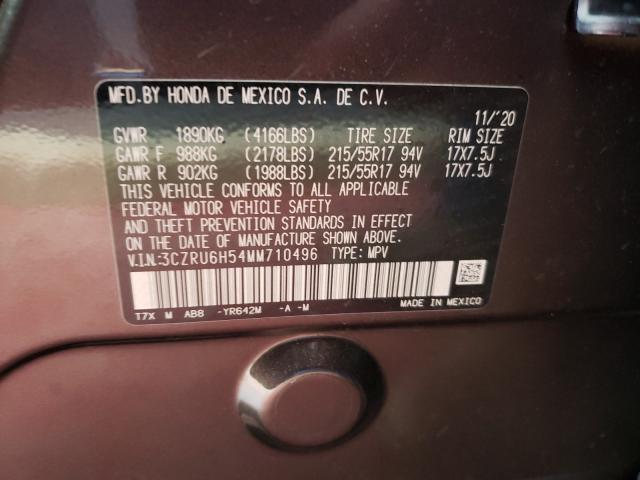 MFD.BY HONDA DE MEXICO S.A. DE C.V.
11/'20
GVWR 1890KG (4166LBS) TIRE SIZE RIM SIZE
GAWR F 988KG (2178LBS) 215/55R17 94V 17X7.5J
GAWR R 902KG (1988LBS) 215/55R17 94V 17X7.5J
THIS VEHICLE CONFORMS TO ALL APPLICABLE
FEDERAL MOTOR VEHICLE SAFETY
AND THEFT PREVENTION STANDARDS IN EFFECT
ON THE DATE OF MANUFACTURE SHOWN ABOVE.
V.I.N:3CZRU6H54MM710496 TYPE: MPV
T7X M AB8 -YR642M -A -M MADE IN MEXICO